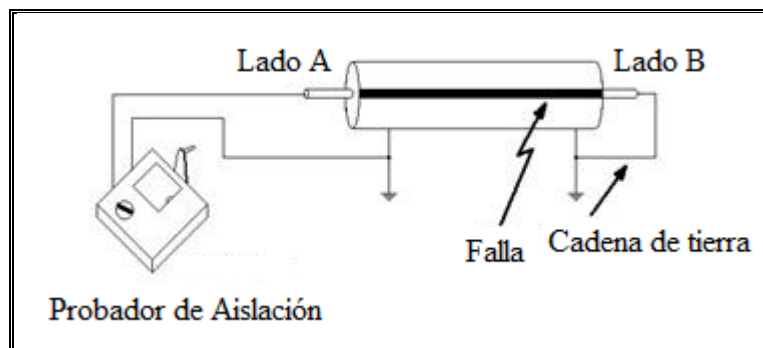 Lado A
Lado B
Falla
Cadena de tierra
Probador de Aislación